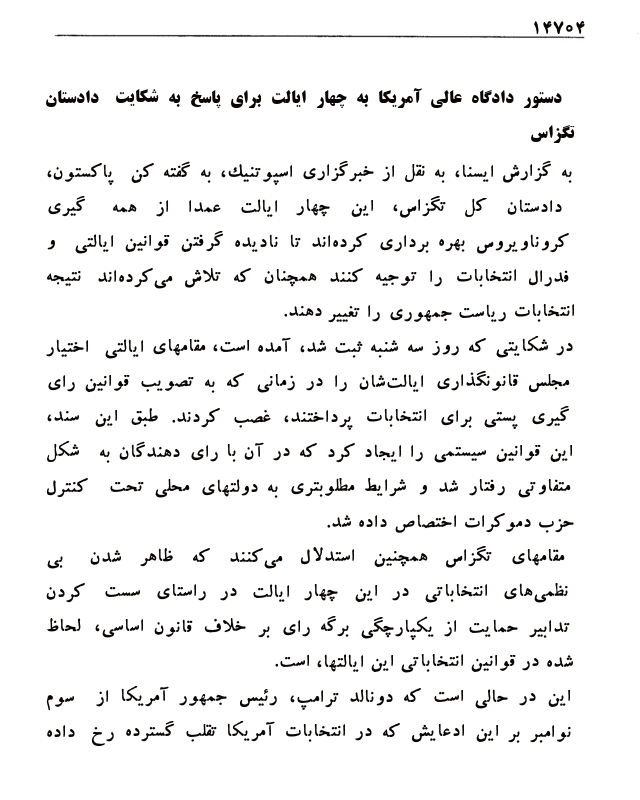 ۱۴۷۰۴
دستور دادگاه عالی آمریکا به چهار ایالت برای پاسخ به شکایت دادستان
تگزاس
به گزارش ایسنا، به نقل از خبرگزاری اسپوتنیك، به گفته کن پاکستون،
دادستان کل تگزاس، این چهار ایالت عمدا از همه گیری
کروناویروس بهره برداری کرده‌اند تا نادیده گرفتن قوانین ایالتی و
فدرال انتخابات را توجیه کنند همچنان که تلاش می‌کرده‌اند نتیجه
انتخابات ریاست جمهوری را تغییر دهند.
در شکایتی که روز سه شنبه ثبت شد، آمده است، مقامهای ایالتی اختیار
مجلس قانونگذاری ایالت‌شان را در زمانی که به تصویب قوانین رای
گیری پستی برای انتخابات پرداختند، غصب کردند. طبق این سند،
این قوانین سیستمی را ایجاد کرد که در آن با رای دهندگان به شکل
متفاوتی رفتار شد و شرایط مطلوبتری به دولتهای محلی تحت کنترل
حزب دموکرات اختصاص داده شد.
مقامهای تگزاس همچنین استدلال می‌کنند که ظاهر شدن بی
نظمی‌های انتخاباتی در این چهار ایالت در راستای سست کردن
تدابیر حمایت از یکپارچگی برگه رای بر خلاف قانون اساسی، لحاظ
شده در قوانین انتخاباتی این ایالتها، است.
این در حالی است که دونالد ترامپ، رئیس جمهور آمریکا از سوم
نوامبر بر این ادعایش که در انتخابات آمریکا تقلب گسترده رخ داده